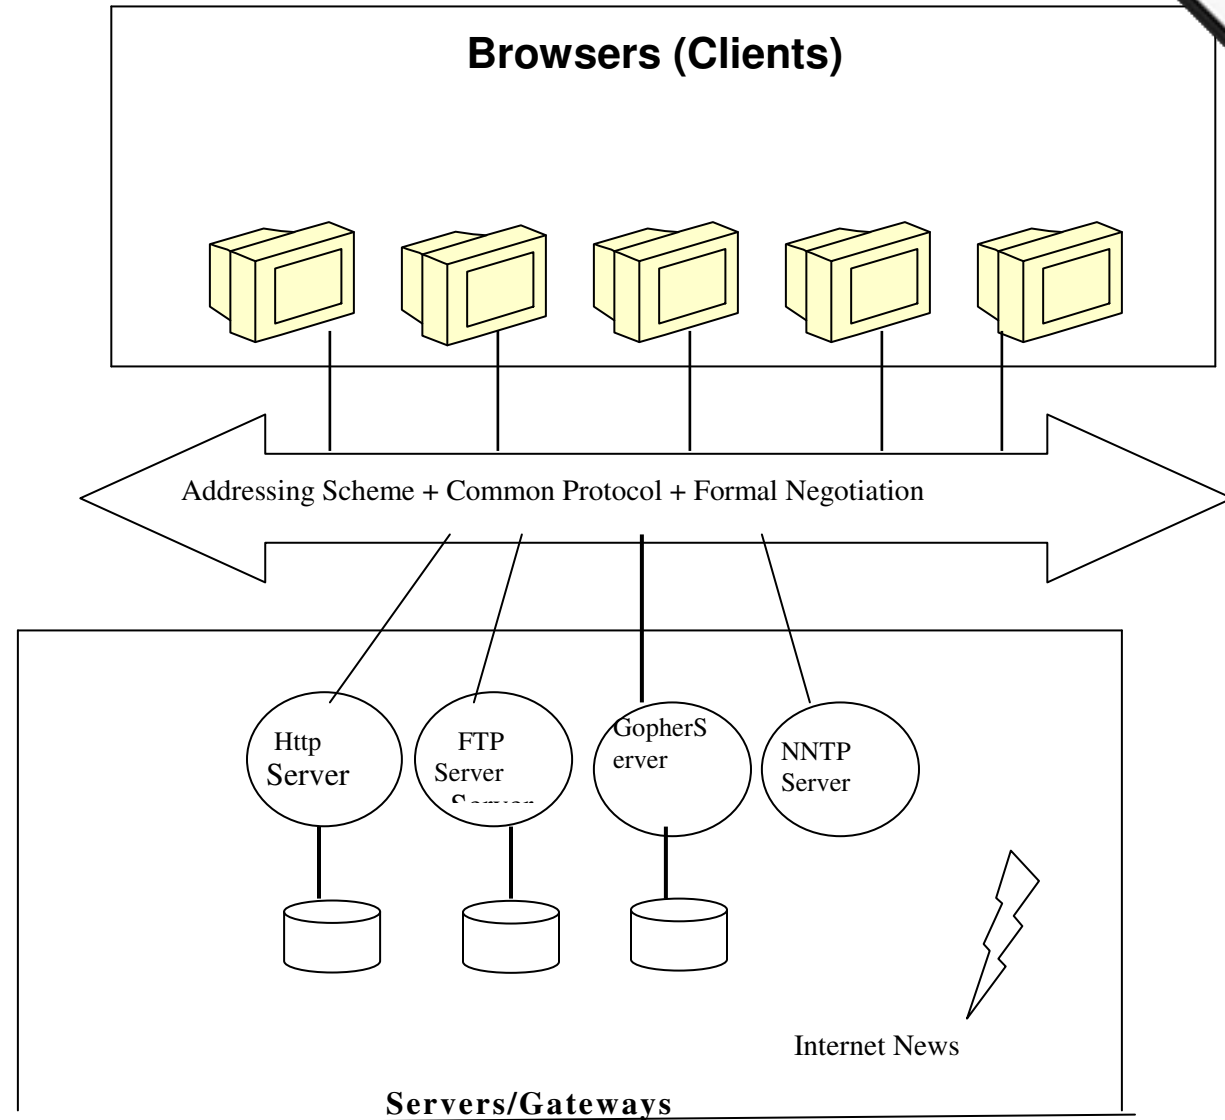 Browsers (Clients)
Addressing Scheme + Common Protocol + Formal Negotiation
Http
Server
FTP
Server
Server
GopherS
erver
NNTP
Server
Internet News
Servers/Gateways